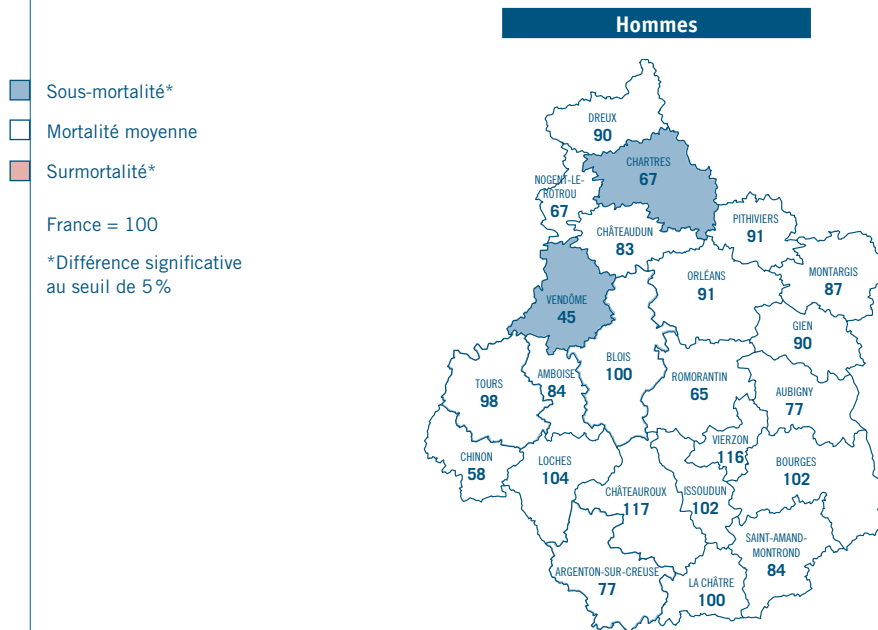 Hommes
Sous-mortalité*
Mortalité moyenne
Surmortalité*
France = 100
*Différence significative
au seuil de 5 %
DREUX
90
CHARTRES
67
NOGENT-LE-
ROTROU
67
PITHIVIERS
91
CHÂTEAUDUN
83
ORLÉANS
91
MONTARGIS
87
VENDÔME
45
GIEN
90
BLOIS
100
AMBOISE
84
ROMORANTIN
65
TOURS
98
AUBIGNY
77
VIERZON
116
CHINON
58
LOCHES
104
BOURGES
102
CHÂTEAUROUX
117
ISSOUDUN
102
SAINT-AMAND-
MONTROND
84
ARGENTON-SUR-CREUSE
77
LA CHÂTRE
100